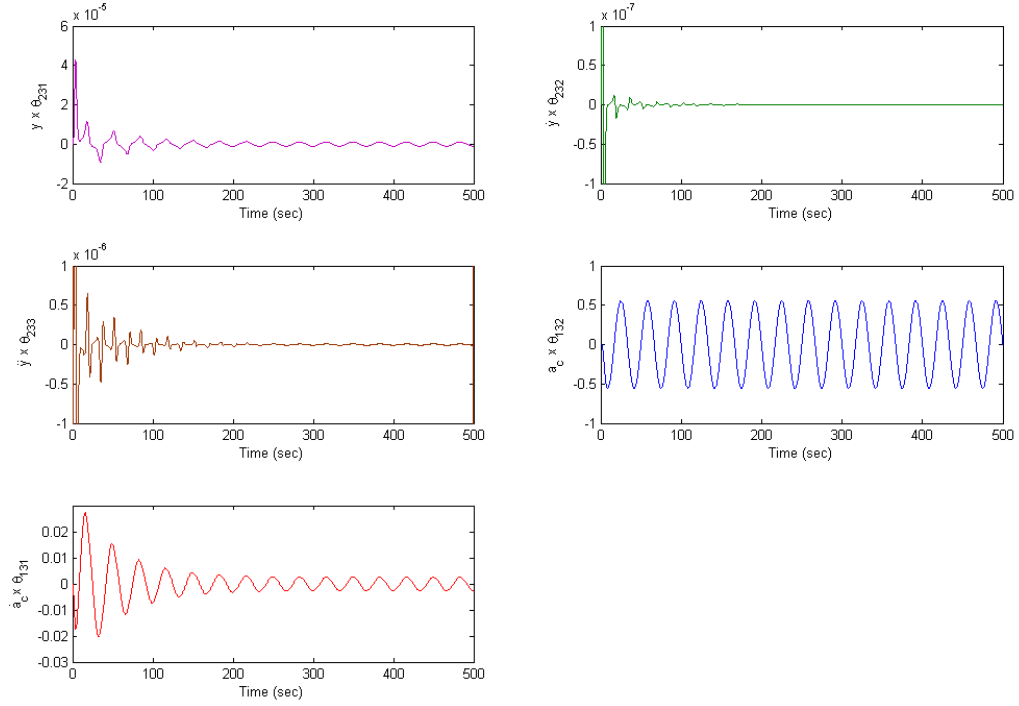 x 10⁻⁵
6
4
2
0
-2
y x θ₂₃₁
0 100 200 300 400 500
Time (sec)
x 10⁻⁷
1
0.5
0
-0.5
-1
ẏ x θ₂₃₂
0 100 200 300 400 500
Time (sec)
x 10⁻⁶
1
0.5
0
-0.5
-1
ÿ x θ₂₃₃
0 100 200 300 400 500
Time (sec)
1
0.5
0
-0.5
-1
a_c x θ₁₃₂
0 100 200 300 400 500
Time (sec)
0.02
0.01
0
-0.01
-0.02
-0.03
ȧ_c x θ₁₃₁
0 100 200 300 400 500
Time (sec)